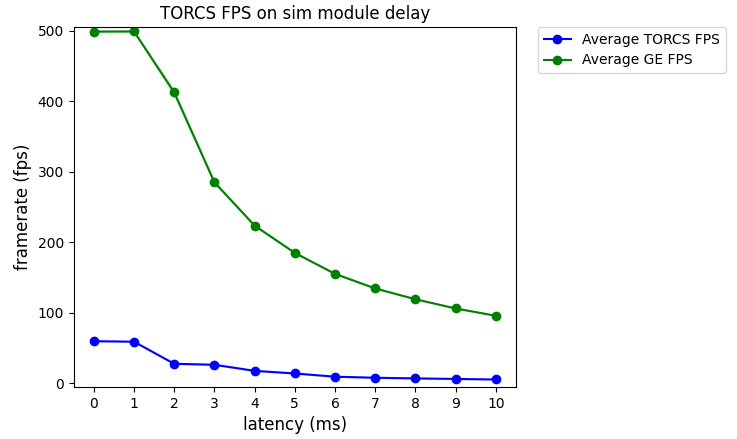 TORCS FPS on sim module delay
Average TORCS FPS
Average GE FPS
framerate (fps)
500
400
300
200
100
0
0 1 2 3 4 5 6 7 8 9 10
latency (ms)